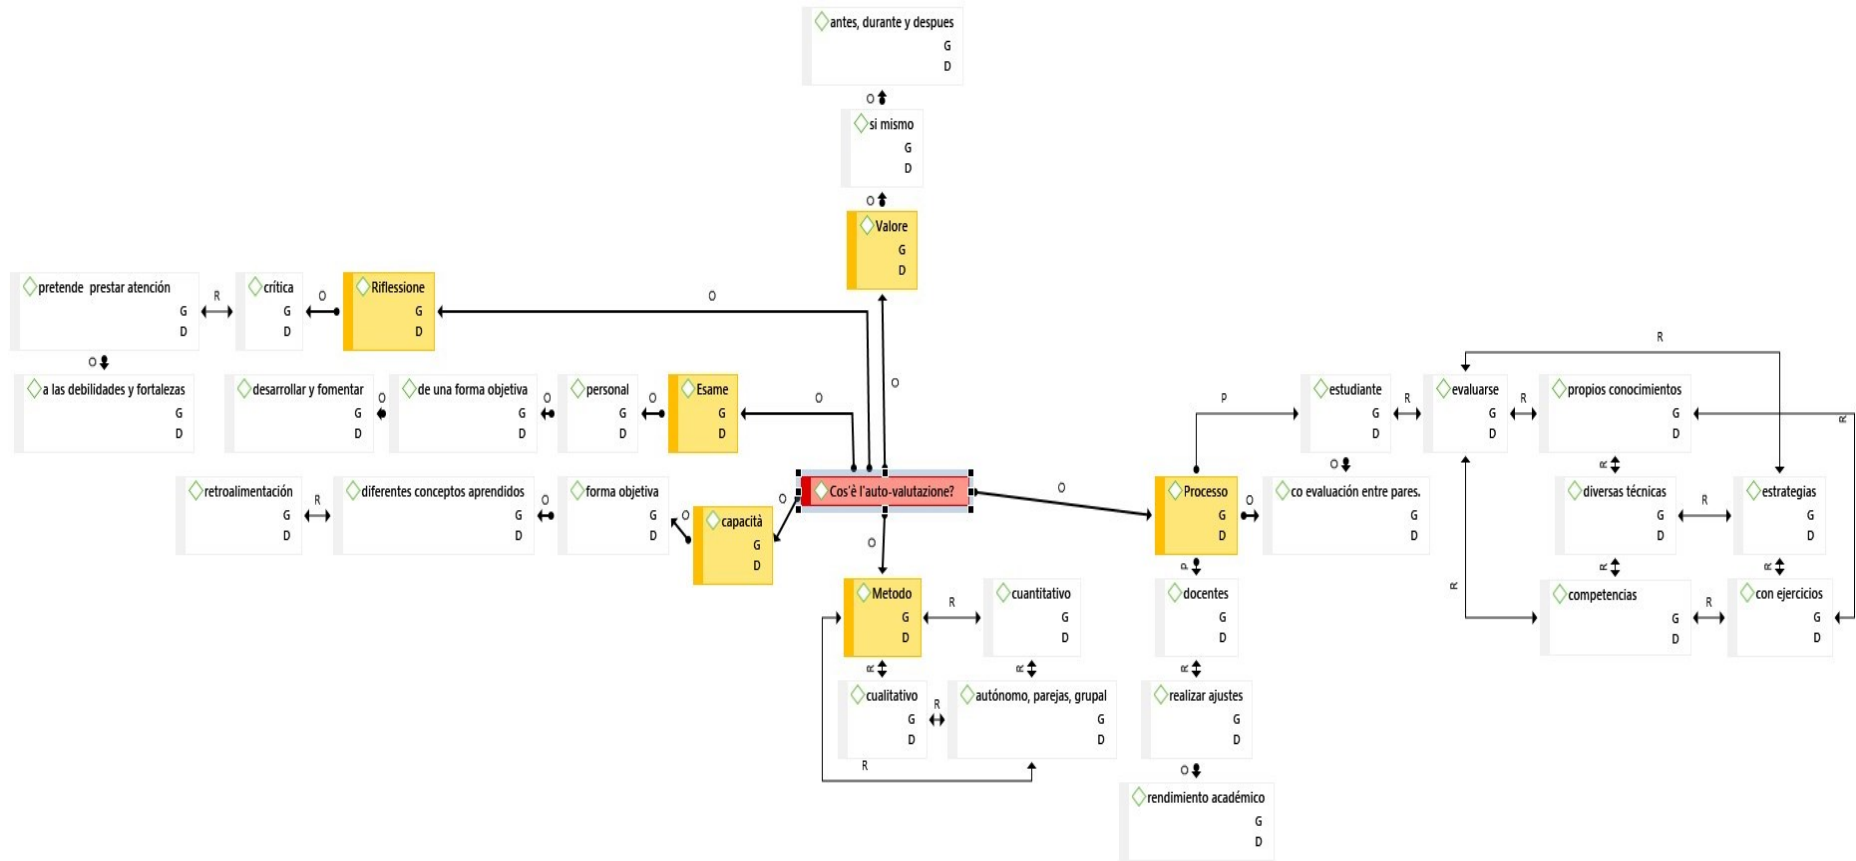 antes, durante y despues
G
D
O
si mismo
G
D
O
Valore
G
D
O
pretende  prestar atención
G
D
R
crítica
G
D
O
Riflessione
G
D
O
O
a las debilidades y fortalezas
G
D
desarrollar y fomentar
G
D
O
de una forma objetiva
G
D
O
personal
G
D
O
Esame
G
D
O
retroalimentación
G
D
R
diferentes conceptos aprendidos
G
D
O
forma objetiva
G
D
O
capacità
G
D
O
Cos'è l'auto-valutazione?
O
Metodo
G
D
R
cuantitativo
G
D
R
R
cualitativo
G
D
R
autónomo, parejas, grupal
G
D
R
O
Processo
G
D
P
estudiante
G
D
R
evaluarse
G
D
R
propios conocimientos
G
D
R
R
O
O
co evaluación entre pares.
G
D
R
diversas técnicas
G
D
R
estrategias
G
D
R
R
R
competencias
G
D
R
con ejercicios
G
D
P
docentes
G
D
R
realizar ajustes
G
D
O
rendimiento académico
G
D